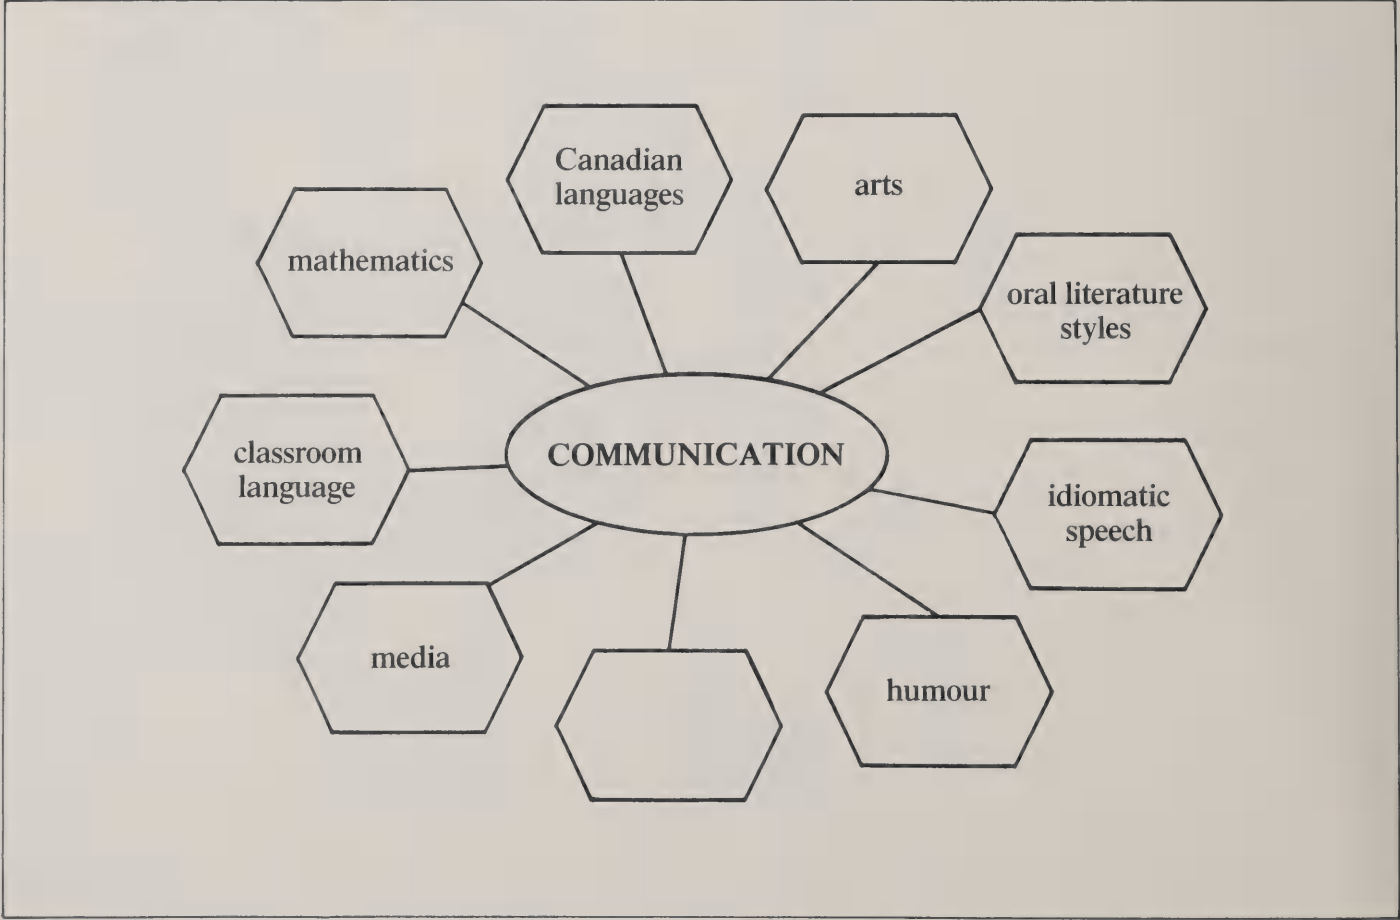 Canadian
languages
arts
mathematics
oral literature
styles
classroom
language
COMMUNICATION
idiomatic
speech
media
humour